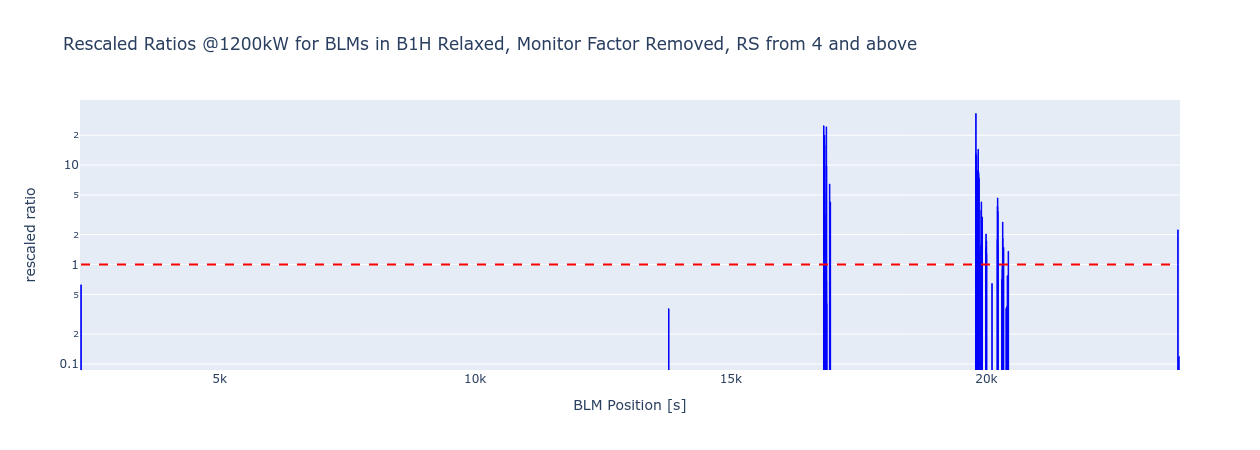 Rescaled Ratios @1200kW for BLMs in B1H Relaxed, Monitor Factor Removed, RS from 4 and above
rescaled ratio
2
10
5
2
1
5
2
0.1
5k
10k
15k
20k
BLM Position [s]